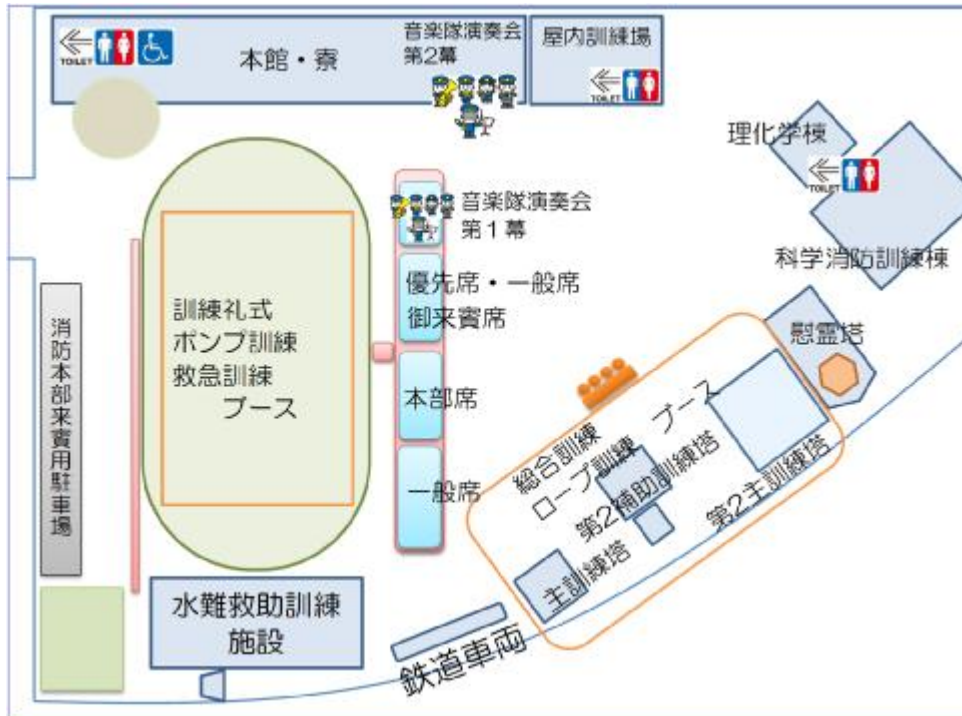 TOILET
本館・寮
音楽隊演奏会
第2幕
屋内訓練場
TOILET
理化学棟
TOILET
音楽隊演奏会
第１幕
科学消防訓練棟
優先席・一般席
御来賓席
訓練礼式
ポンプ訓練
救急訓練
ブース
消防本部来賓用駐車場
慰霊塔
本部席
一般席
総合訓練
ロープ訓練　ブース
第2補助訓練塔
第2主訓練塔
主訓練塔
水難救助訓練
施設
鉄道車両